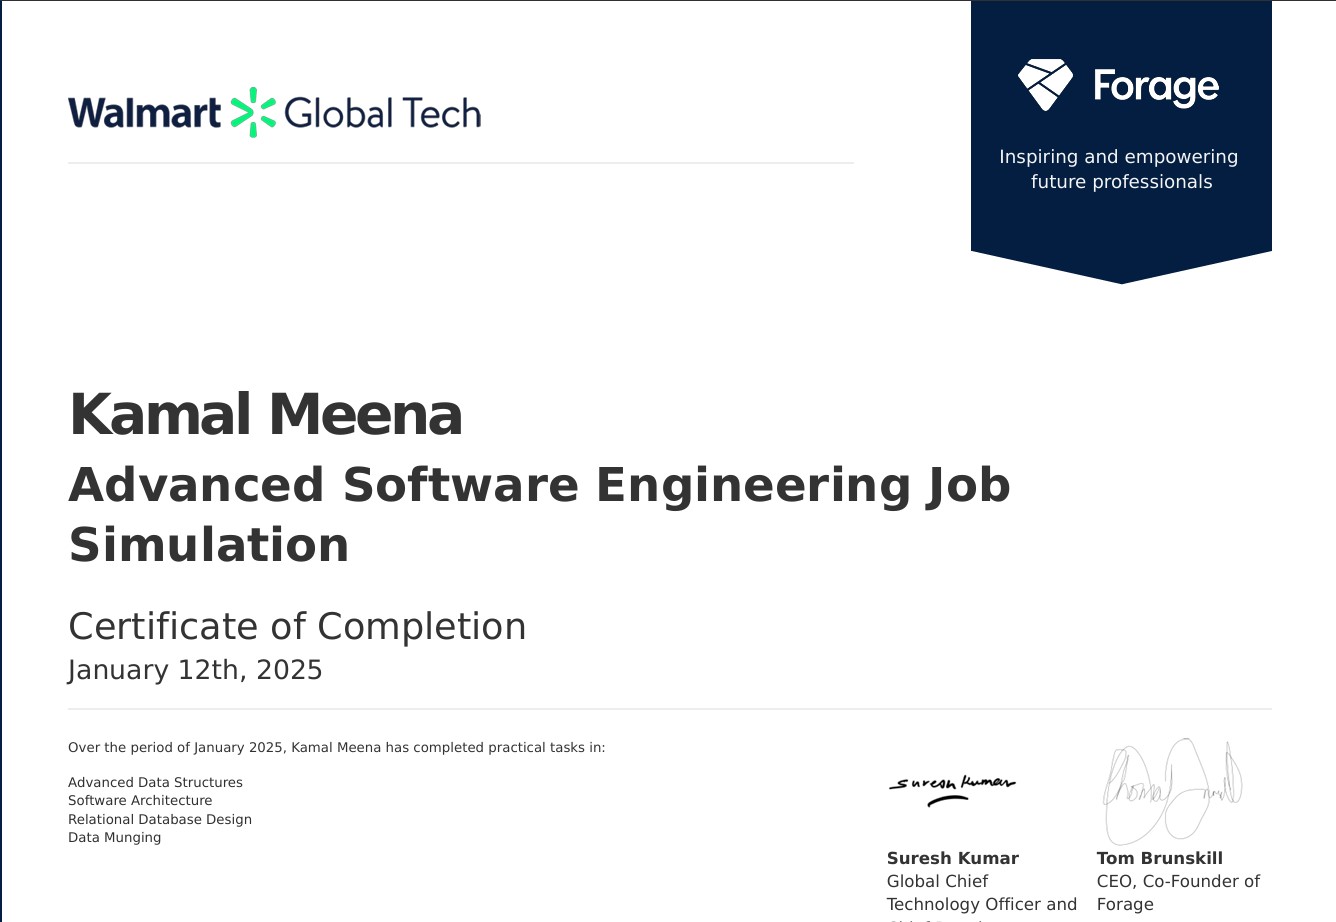 Walmart Global Tech
Forage
Inspiring and empowering
future professionals
Kamal Meena
Advanced Software Engineering Job
Simulation
Certificate of Completion
January 12th, 2025
Over the period of January 2025, Kamal Meena has completed practical tasks in:
Advanced Data Structures
Software Architecture
Relational Database Design
Data Munging
Suresh Kumar
Suresh Kumar
Global Chief
Technology Officer and
Tom Brunskill
CEO, Co-Founder of
Forage